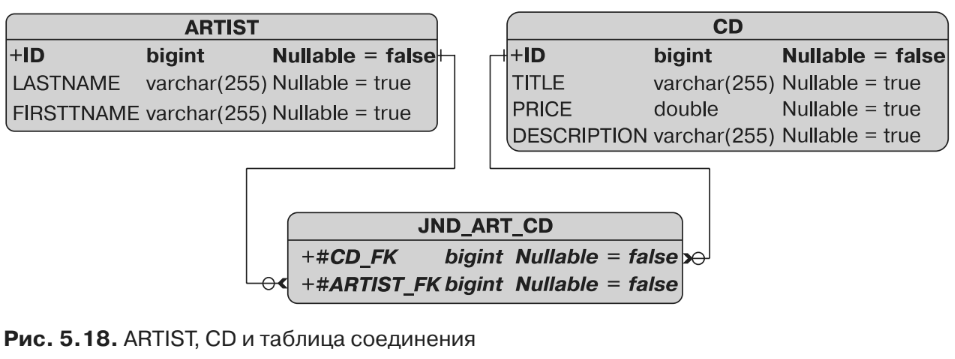 ARTIST
+ID bigint Nullable = false
LASTNAME varchar(255) Nullable = true
FIRSTTNAME varchar(255) Nullable = true
CD
+ID bigint Nullable = false
TITLE varchar(255) Nullable = true
PRICE double Nullable = true
DESCRIPTION varchar(255) Nullable = true
JND_ART_CD
+#CD_FK bigint Nullable = false
+#ARTIST_FK bigint Nullable = false
Рис. 5.18. ARTIST, CD и таблица соединения